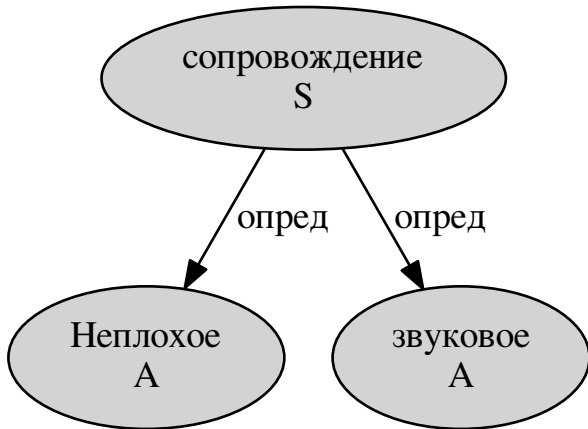 сопровождение
S
опред
опред
Неплохое
A
звуковое
A